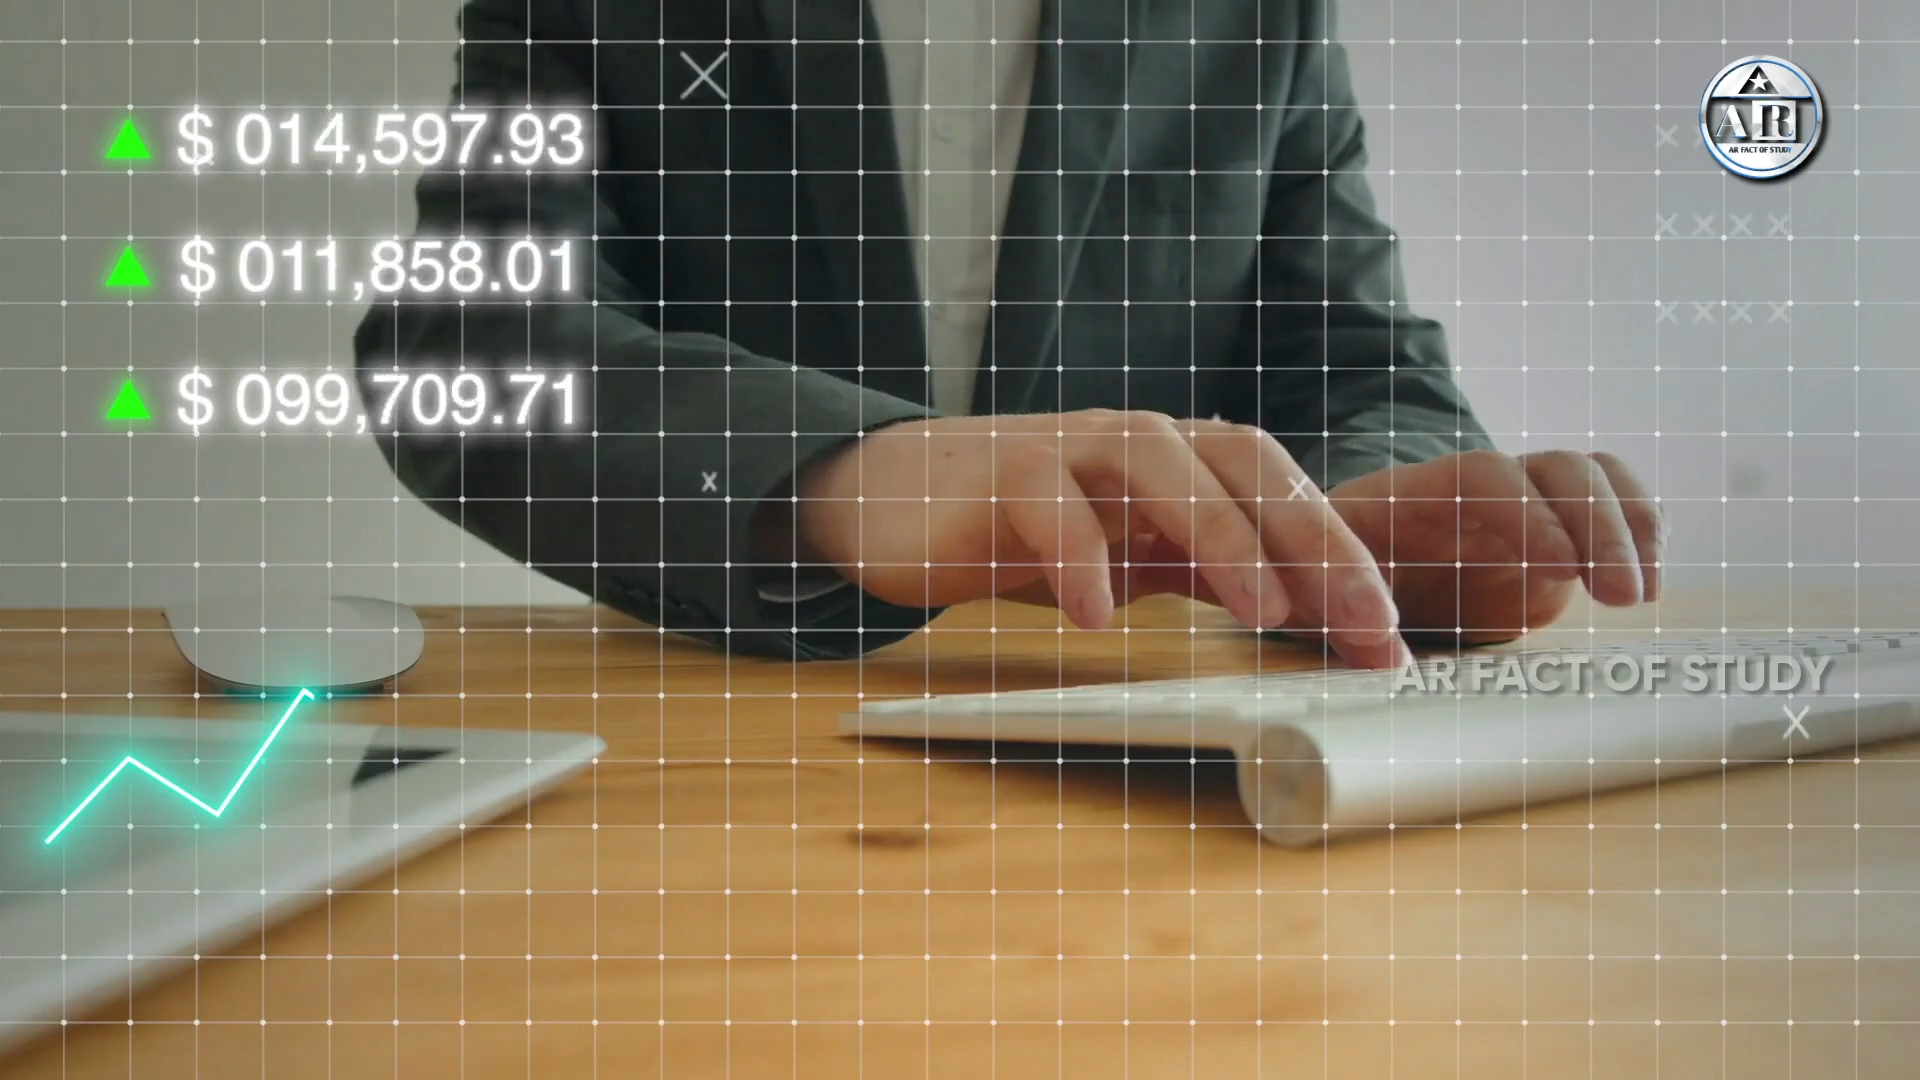 $ 014,597.93
$ 011,858.01
$ 099,709.71
AR
AR FACT OF STUDY
AR FACT OF STUDY